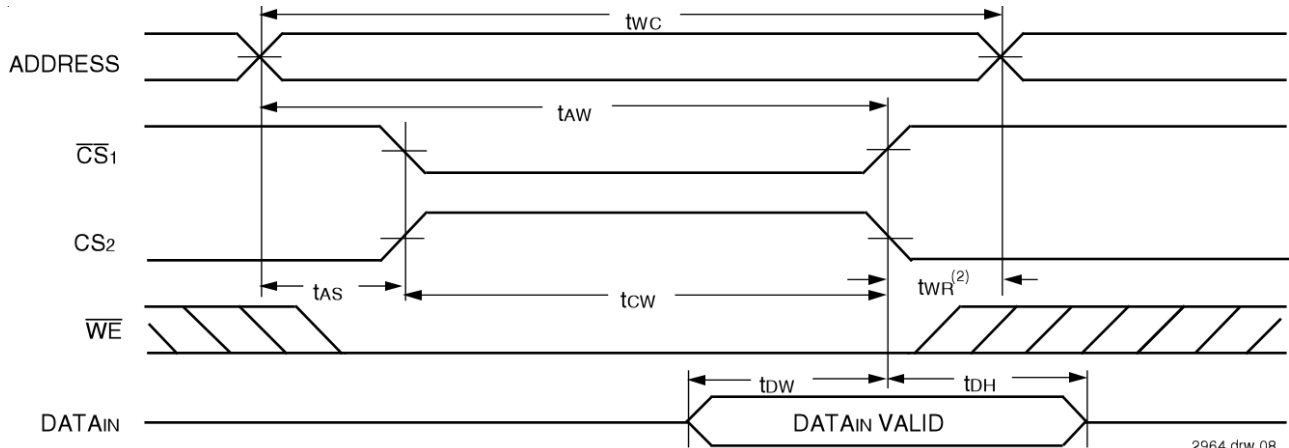 tWC
ADDRESS
tAW
CS1
CS2
tAS
tCW
tWR(2)
WE
tDW
tDH
DATAIN
DATAIN VALID
2964 drw 08